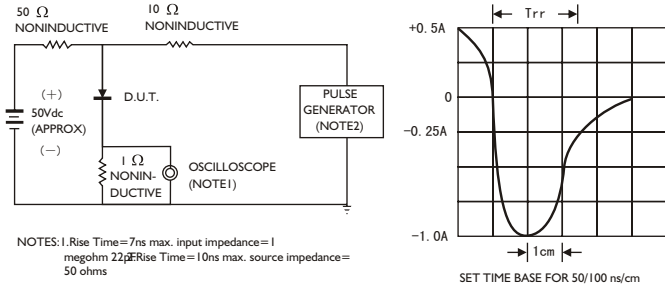 50 Ω
NONINDUCTIVE
10 Ω
NONINDUCTIVE
(+)
50Vdc
(APPROX)
(−)
D.U.T.
PULSE
GENERATOR
(NOTE2)
1 Ω
NONIN-
DUCTIVE
OSCILLOSCOPE
(NOTE1)
NOTES: 1.Rise Time=7ns max. input impedance=1
megohm 22pF. Rise Time=10ns max. source impedance=
50 ohms
Trr
+0.5A
0
-0.25A
-1.0A
1cm
SET TIME BASE FOR 50/100 ns/cm